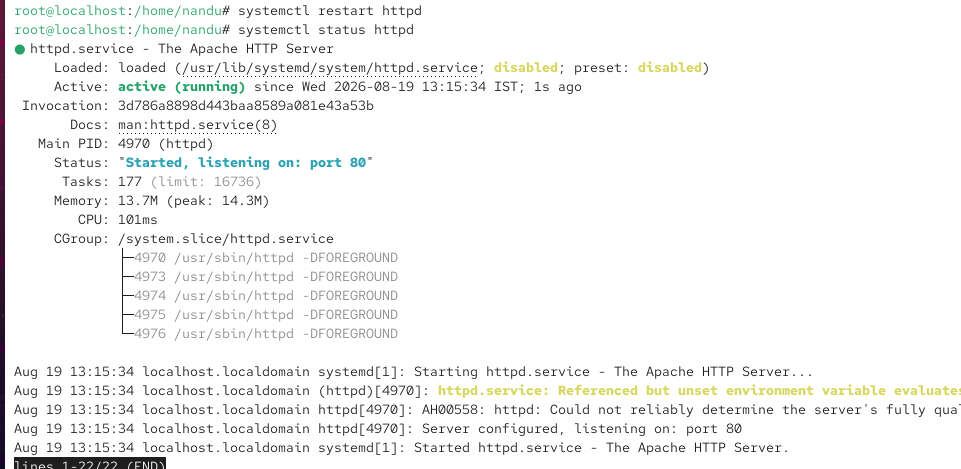 root@localhost:/home/nandu# systemctl restart httpd
root@localhost:/home/nandu# systemctl status httpd
● httpd.service - The Apache HTTP Server
     Loaded: loaded (/usr/lib/systemd/system/httpd.service; disabled; preset: disabled)
     Active: active (running) since Wed 2026-08-19 13:15:34 IST; 1s ago
 Invocation: 3d786a8898d443baa8589a081e43a53b
       Docs: man:httpd.service(8)
   Main PID: 4970 (httpd)
     Status: "Started, listening on: port 80"
      Tasks: 177 (limit: 16736)
     Memory: 13.7M (peak: 14.3M)
        CPU: 101ms
     CGroup: /system.slice/httpd.service
             ├─4970 /usr/sbin/httpd -DFOREGROUND
             ├─4973 /usr/sbin/httpd -DFOREGROUND
             ├─4974 /usr/sbin/httpd -DFOREGROUND
             ├─4975 /usr/sbin/httpd -DFOREGROUND
             └─4976 /usr/sbin/httpd -DFOREGROUND
Aug 19 13:15:34 localhost.localdomain systemd[1]: Starting httpd.service - The Apache HTTP Server...
Aug 19 13:15:34 localhost.localdomain (httpd)[4970]: httpd.service: Referenced but unset environment variable evaluates
Aug 19 13:15:34 localhost.localdomain httpd[4970]: AH00558: httpd: Could not reliably determine the server's fully qua
Aug 19 13:15:34 localhost.localdomain httpd[4970]: Server configured, listening on: port 80
Aug 19 13:15:34 localhost.localdomain systemd[1]: Started httpd.service - The Apache HTTP Server.
lines 1-22/22 (END)